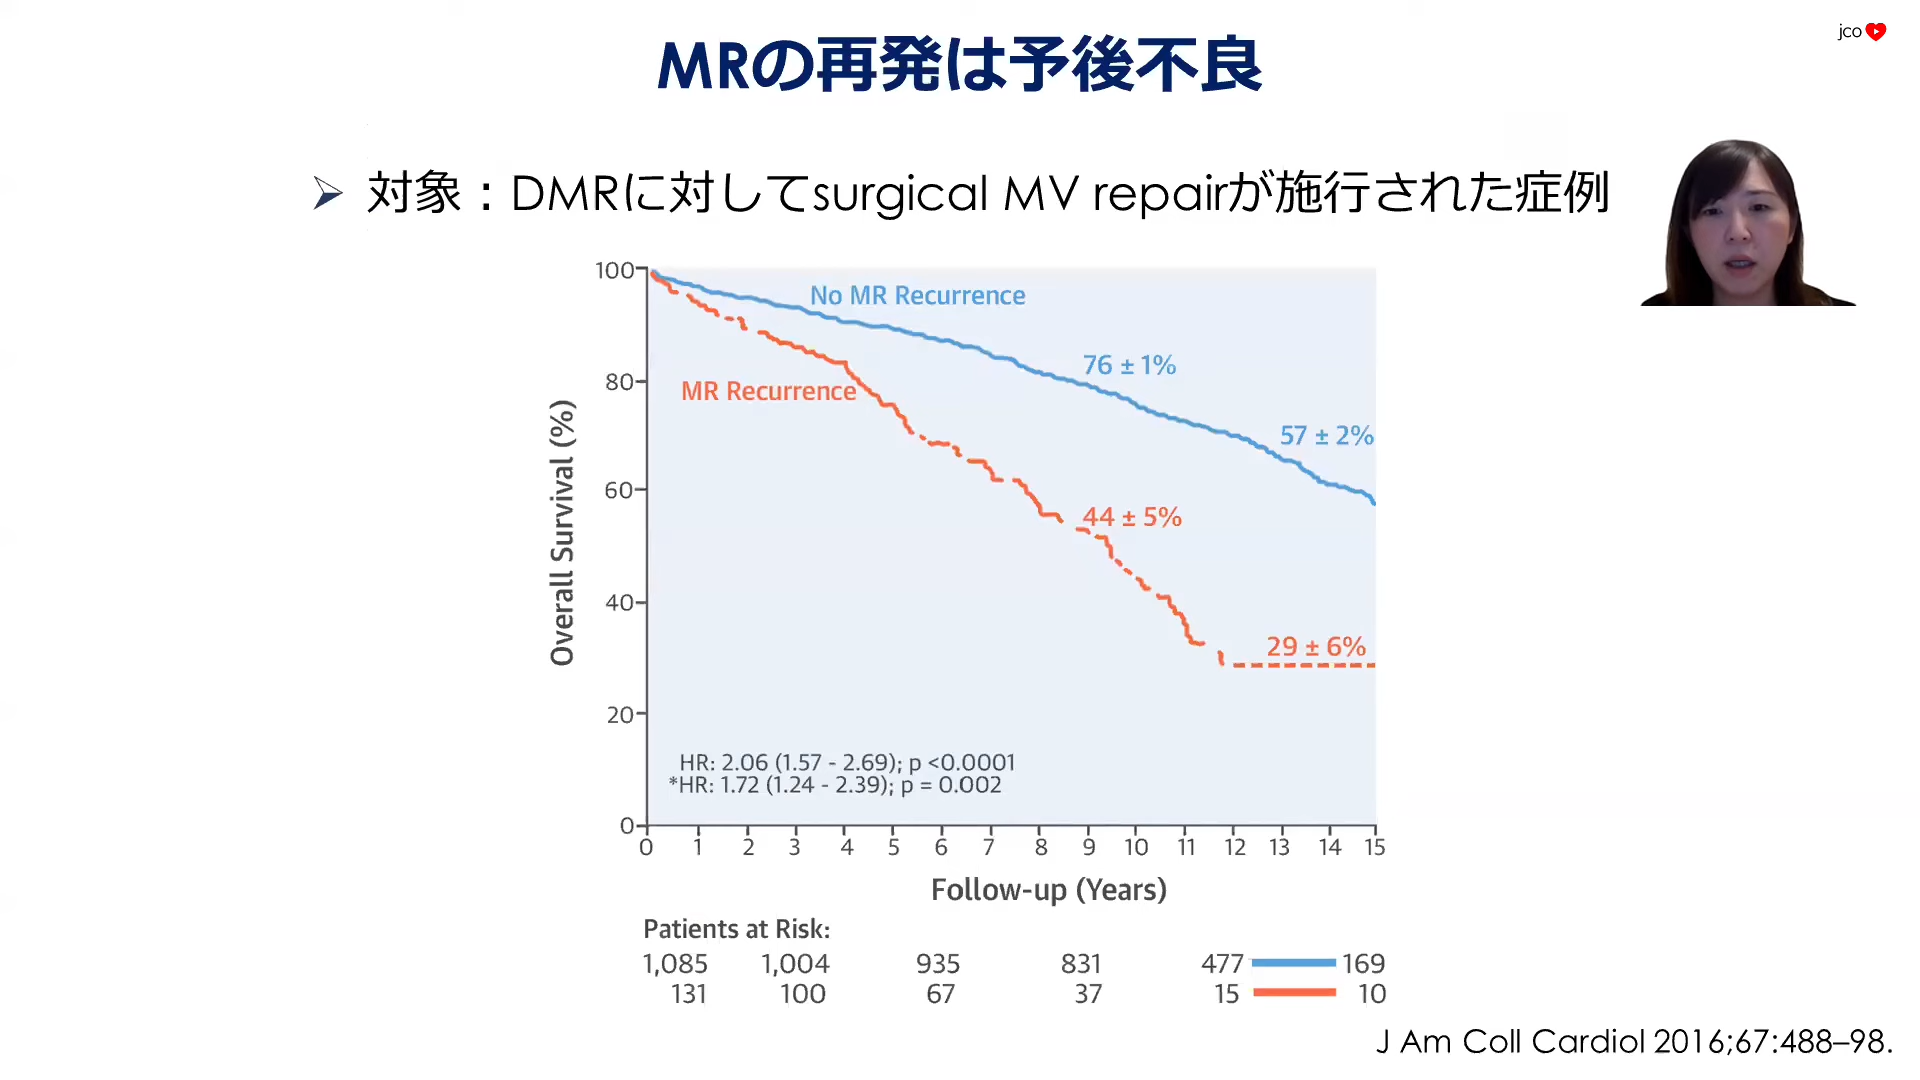 jco
MRの再発は予後不良
対象：DMRに対してsurgical MV repairが施行された症例
100
80
60
40
20
0
Overall Survival (%)
No MR Recurrence
76 ± 1%
MR Recurrence
57 ± 2%
44 ± 5%
29 ± 6%
HR: 2.06 (1.57 - 2.69); p <0.0001
*HR: 1.72 (1.24 - 2.39); p = 0.002
0 1 2 3 4 5 6 7 8 9 10 11 12 13 14 15
Follow-up (Years)
Patients at Risk:
1,085 1,004 935 831 477 169
131 100 67 37 15 10
J Am Coll Cardiol 2016;67:488–98.